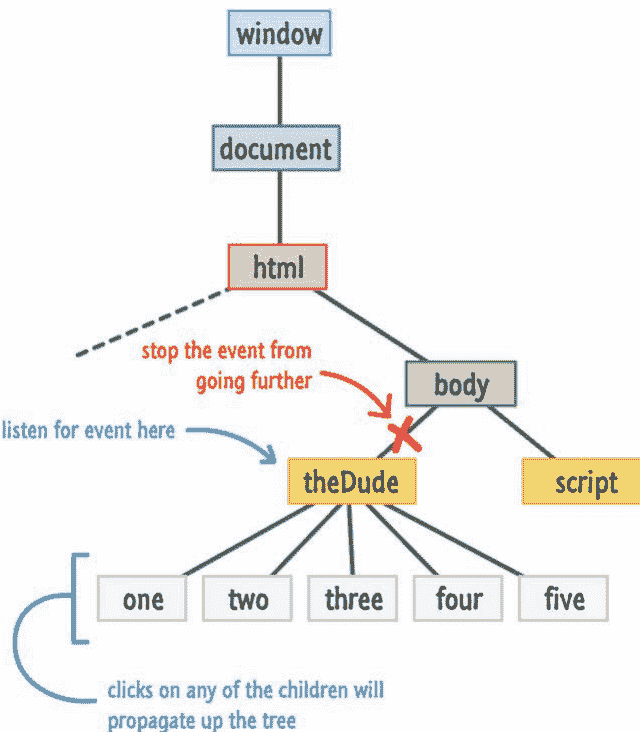 window
document
html
stop the event from
going further
body
listen for event here
theDude
script
one
two
three
four
five
clicks on any of the children will
propagate up the tree